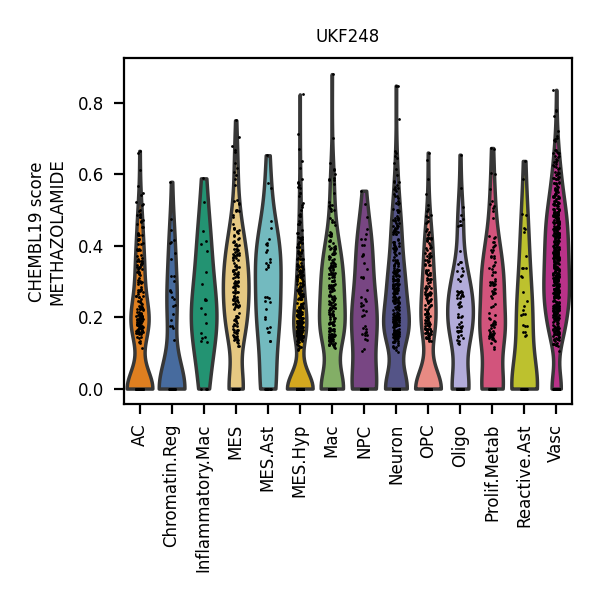 UKF248
CHEMBL19 score
METHAZOLAMIDE
0.8
0.6
0.4
0.2
0.0
AC
Chromatin.Reg
Inflammatory.Mac
MES
MES.Ast
MES.Hyp
Mac
NPC
Neuron
OPC
Oligo
Prolif.Metab
Reactive.Ast
Vasc